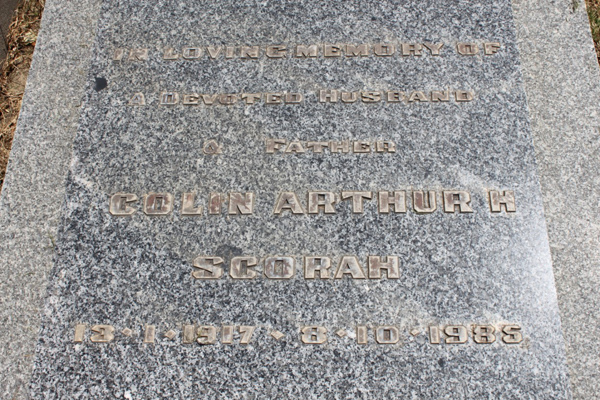 IN LOVING MEMORY OF
A DEVOTED HUSBAND
A FATHER
COLIN ARTHUR H
SCORAH
13 · 1 · 1917 · 8 · 10 · 1985